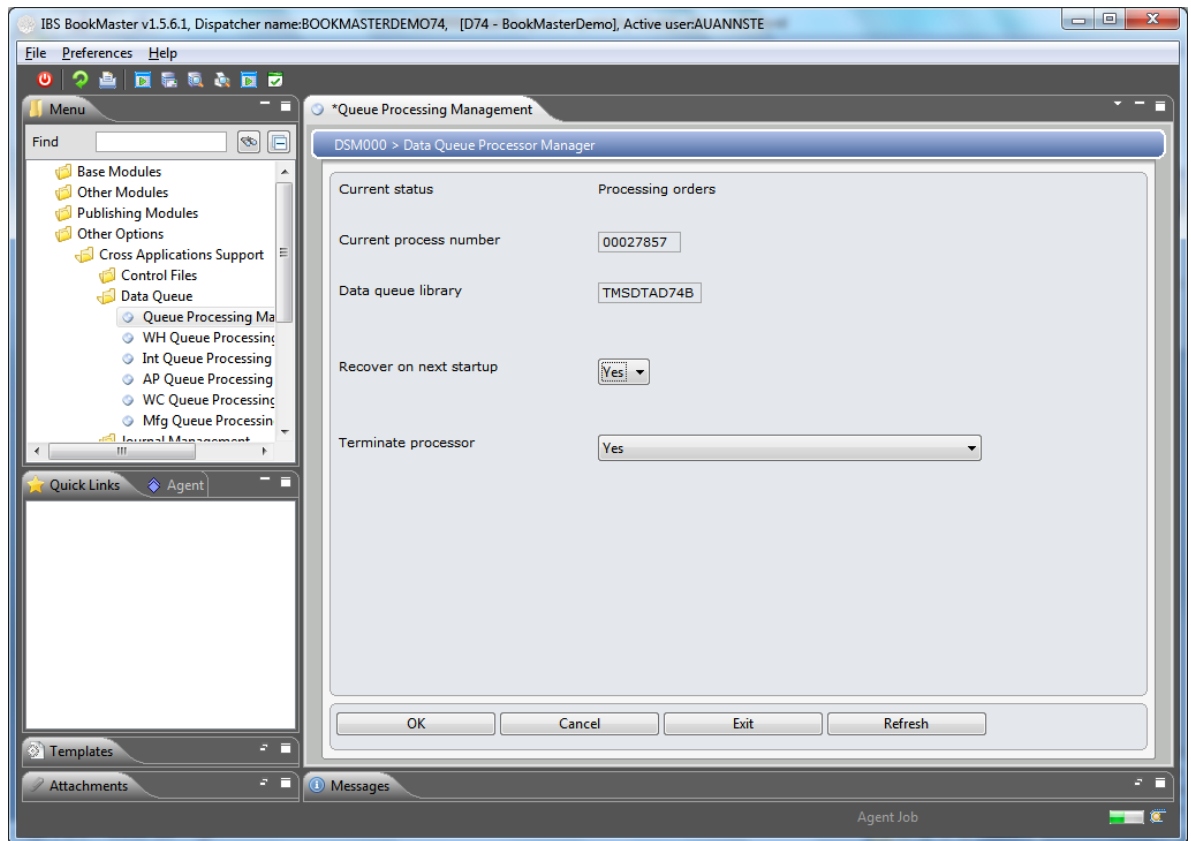 IBS BookMaster v1.5.6.1, Dispatcher name:BOOKMASTERDEMO74, [D74 - BookMasterDemo], Active user:AUANNSTE
File Preferences Help
Menu
Find
Base Modules
Other Modules
Publishing Modules
Other Options
Cross Applications Support
Control Files
Data Queue
Queue Processing Ma
WH Queue Processing
Int Queue Processing
AP Queue Processing
WC Queue Processing
Mfg Queue Processin
Journal Management
Quick Links Agent
Templates
Attachments
*Queue Processing Management
DSM000 > Data Queue Processor Manager
Current status Processing orders
Current process number 00027857
Data queue library TMSDTAD74B
Recover on next startup Yes
Terminate processor Yes
OK Cancel Exit Refresh
Messages
Agent Job